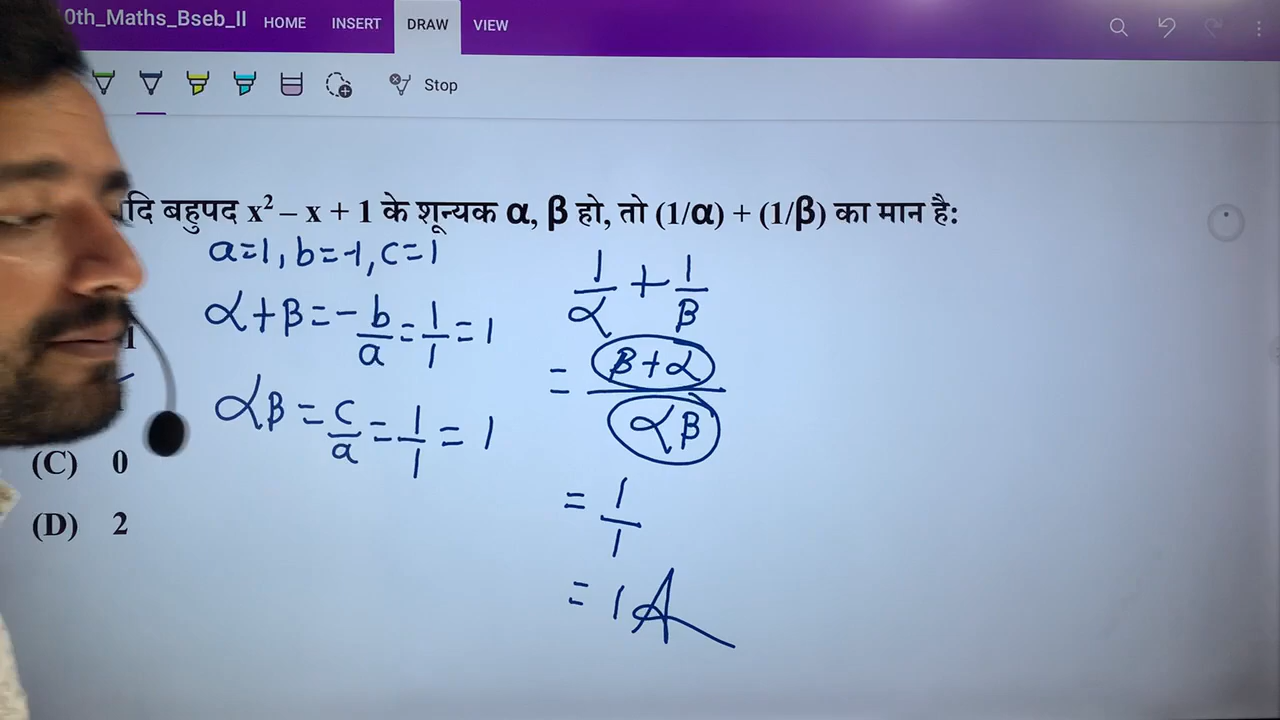 0th_Maths_Bseb_II HOME INSERT DRAW VIEW
Stop
दि बहुपद x² – x + 1 के शून्यक α, β हो, तो (1/α) + (1/β) का मान है:
a=1, b=-1, c=1
α+β=-b/a=1/1=1
αβ=c/a=1/1=1
1/α+1/β
=β+α/αβ
=1/1
=1 A
1
(C) 0
(D) 2